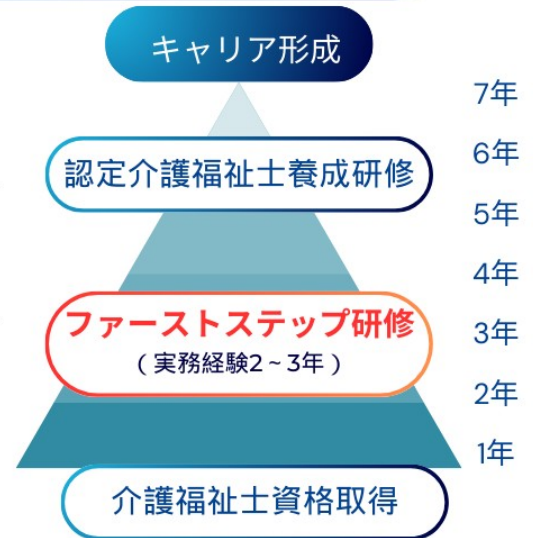 キャリア形成
7年
認定介護福祉士養成研修
6年
5年
4年
ファーストステップ研修
(実務経験2~3年)
3年
2年
1年
介護福祉士資格取得